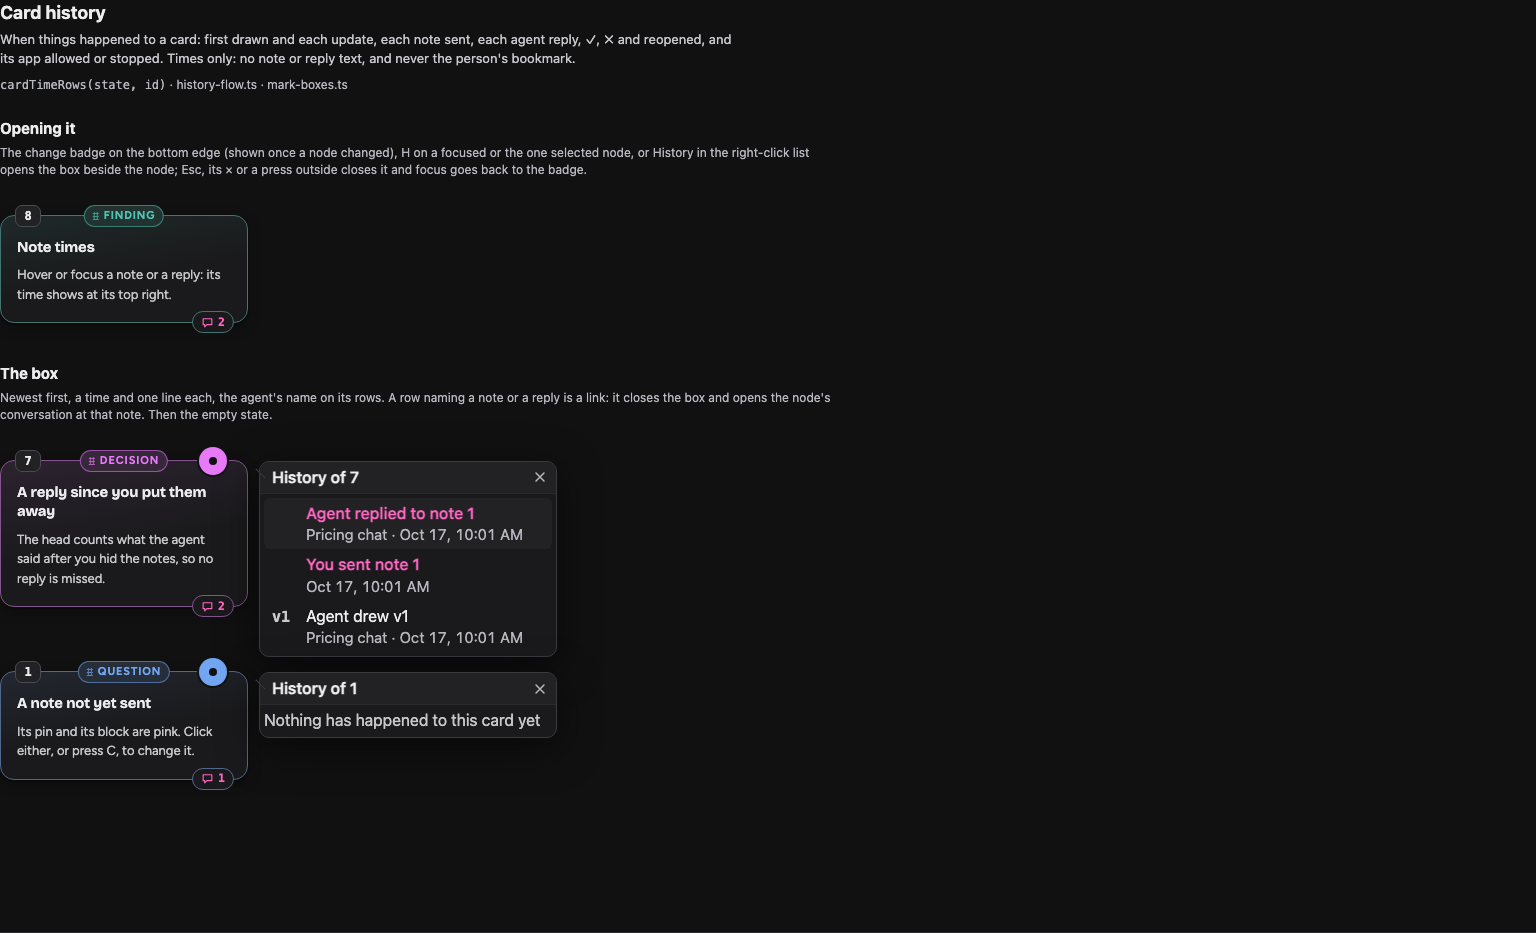 Card history
When things happened to a card: first drawn and each update, each note sent, each agent reply, ✓, ✕ and reopened, and
its app allowed or stopped. Times only: no note or reply text, and never the person's bookmark.
cardTimeRows(state, id) · history-flow.ts · mark-boxes.ts
Opening it
The change badge on the bottom edge (shown once a node changed), H on a focused or the one selected node, or History in the right-click list
opens the box beside the node; Esc, its × or a press outside closes it and focus goes back to the badge.
8
FINDING
Note times
Hover or focus a note or a reply: its
time shows at its top right.
2
The box
Newest first, a time and one line each, the agent's name on its rows. A row naming a note or a reply is a link: it closes the box and opens the node's
conversation at that note. Then the empty state.
7
DECISION
A reply since you put them
away
The head counts what the agent
said after you hid the notes, so no
reply is missed.
2
History of 7
Agent replied to note 1
Pricing chat · Oct 17, 10:01 AM
You sent note 1
Oct 17, 10:01 AM
v1 Agent drew v1
Pricing chat · Oct 17, 10:01 AM
1
QUESTION
A note not yet sent
Its pin and its block are pink. Click
either, or press C, to change it.
1
History of 1
Nothing has happened to this card yet